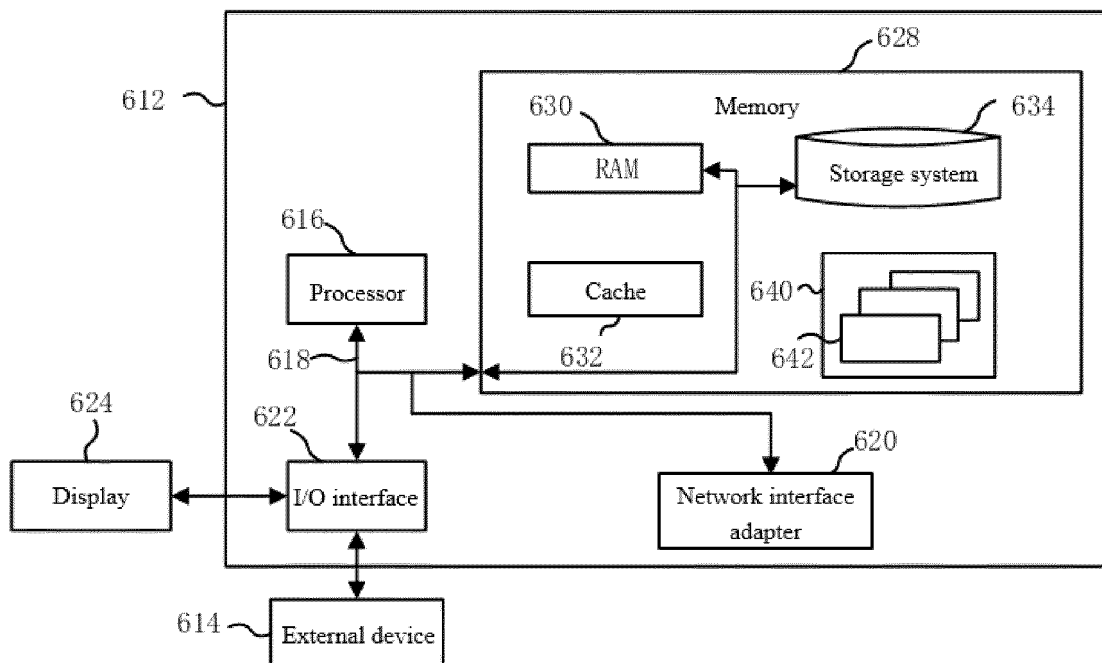 628
612
630
Memory
634
RAM
Storage system
616
Processor
Cache
640
618
632
642
624
622
620
Display
I/O interface
Network interface
adapter
614
External device